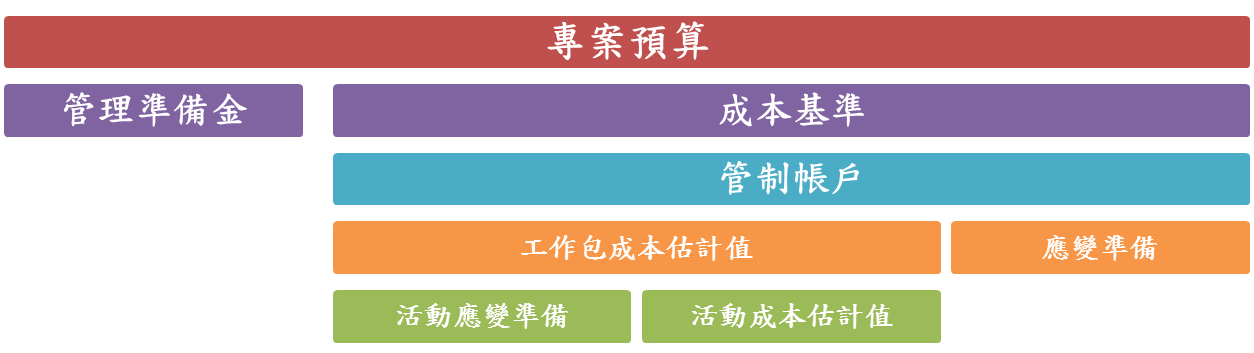 專案預算
管理準備金
成本基準
管制帳戶
工作包成本估計值
應變準備
活動應變準備
活動成本估計值